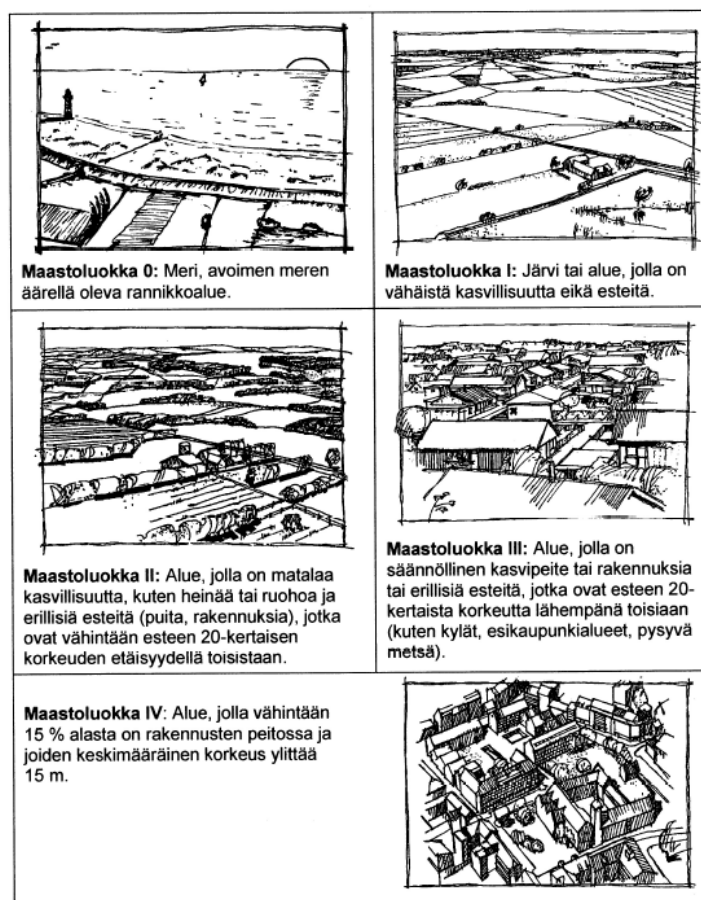 Maastoluokka 0: Meri, avoimen meren
äärellä oleva rannikkoalue.
Maastoluokka I: Järvi tai alue, jolla on
vähäistä kasvillisuutta eikä esteitä.
Maastoluokka II: Alue, jolla on matalaa
kasvillisuutta, kuten heinää tai ruohoa ja
erillisiä esteitä (puita, rakennuksia), jotka
ovat vähintään esteen 20-kertaisen
korkeuden etäisyydellä toisistaan.
Maastoluokka III: Alue, jolla on
säännöllinen kasvipeite tai rakennuksia
tai erillisiä esteitä, jotka ovat esteen 20-
kertaista korkeutta lähempänä toisiaan
(kuten kylät, esikaupunkialueet, pysyvä
metsä).
Maastoluokka IV: Alue, jolla vähintään
15 % alasta on rakennusten peitossa ja
joiden keskimääräinen korkeus ylittää
15 m.